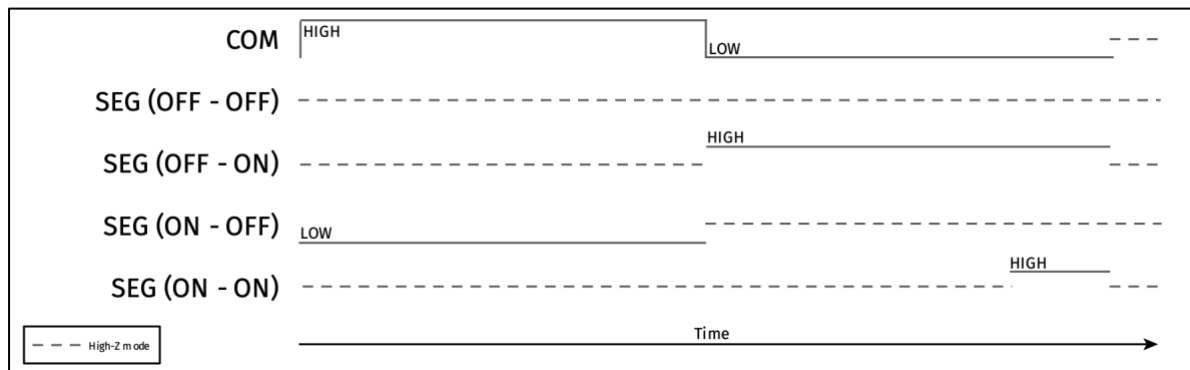 COM
HIGH
LOW
SEG (OFF - OFF)
SEG (OFF - ON)
HIGH
SEG (ON - OFF)
LOW
SEG (ON - ON)
HIGH
High-Z mode
Time